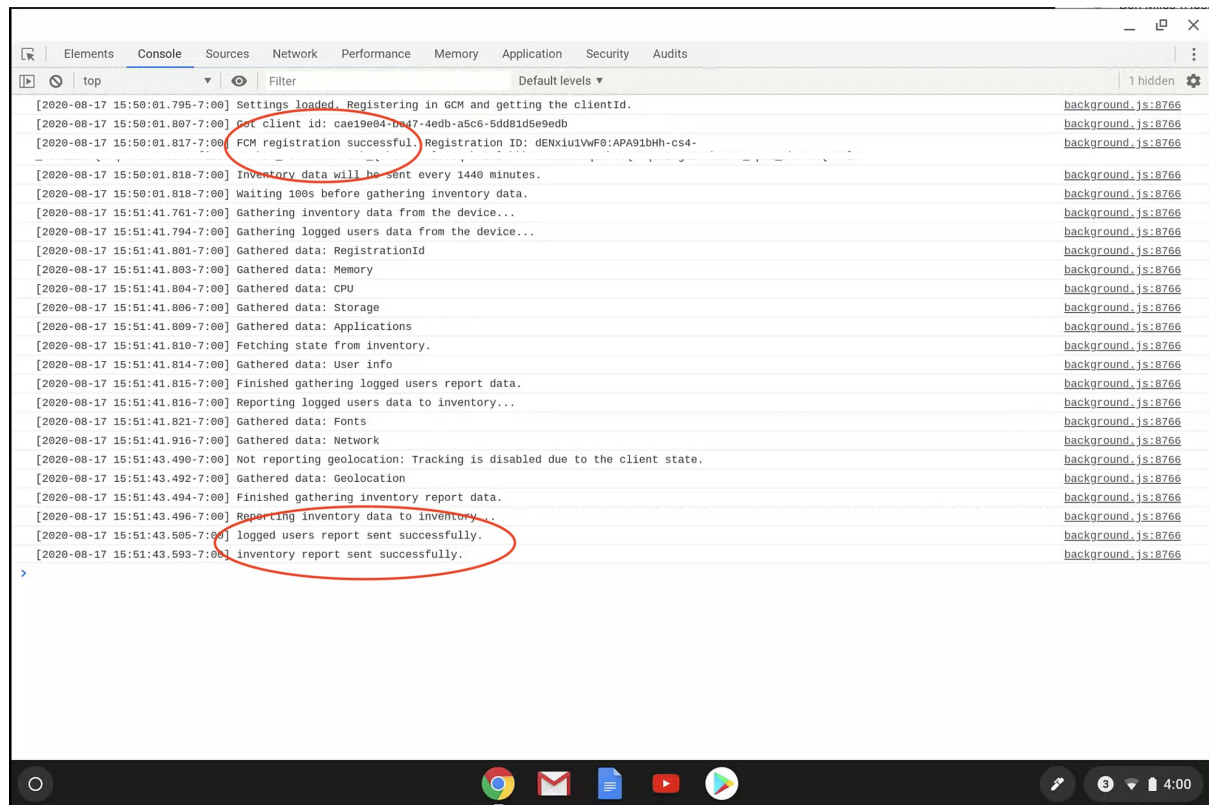 Elements Console Sources Network Performance Memory Application Security Audits
top Filter Default levels 1 hidden
[2020-08-17 15:50:01.795-7:00] Settings loaded. Registering in GCM and getting the clientId. background.js:8766
[2020-08-17 15:50:01.807-7:00] Got client id: cae19e04-be47-4edb-a5c6-5dd81d5e9edb background.js:8766
[2020-08-17 15:50:01.817-7:00] FCM registration successful. Registration ID: dENxiu1VwF0:APA91bHh-cs4- background.js:8766
[2020-08-17 15:50:01.818-7:00] Inventory data will be sent every 1440 minutes. background.js:8766
[2020-08-17 15:50:01.818-7:00] Waiting 100s before gathering inventory data. background.js:8766
[2020-08-17 15:51:41.761-7:00] Gathering inventory data from the device... background.js:8766
[2020-08-17 15:51:41.794-7:00] Gathering logged users data from the device... background.js:8766
[2020-08-17 15:51:41.801-7:00] Gathered data: RegistrationId background.js:8766
[2020-08-17 15:51:41.803-7:00] Gathered data: Memory background.js:8766
[2020-08-17 15:51:41.804-7:00] Gathered data: CPU background.js:8766
[2020-08-17 15:51:41.806-7:00] Gathered data: Storage background.js:8766
[2020-08-17 15:51:41.809-7:00] Gathered data: Applications background.js:8766
[2020-08-17 15:51:41.810-7:00] Fetching state from inventory. background.js:8766
[2020-08-17 15:51:41.814-7:00] Gathered data: User info background.js:8766
[2020-08-17 15:51:41.815-7:00] Finished gathering logged users report data. background.js:8766
[2020-08-17 15:51:41.816-7:00] Reporting logged users data to inventory... background.js:8766
[2020-08-17 15:51:41.821-7:00] Gathered data: Fonts background.js:8766
[2020-08-17 15:51:41.916-7:00] Gathered data: Network background.js:8766
[2020-08-17 15:51:43.490-7:00] Not reporting geolocation: Tracking is disabled due to the client state. background.js:8766
[2020-08-17 15:51:43.492-7:00] Gathered data: Geolocation background.js:8766
[2020-08-17 15:51:43.494-7:00] Finished gathering inventory report data. background.js:8766
[2020-08-17 15:51:43.496-7:00] Reporting inventory data to inventory... background.js:8766
[2020-08-17 15:51:43.505-7:00] logged users report sent successfully. background.js:8766
[2020-08-17 15:51:43.593-7:00] inventory report sent successfully. background.js:8766
3 4:00